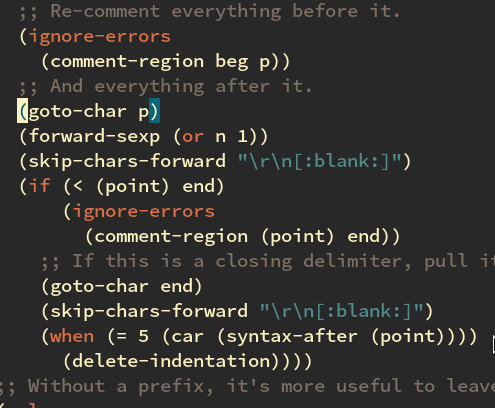 ;; Re-comment everything before it.
(ignore-errors
(comment-region beg p))
;; And everything after it.
(goto-char p)
(forward-sexp (or n 1))
(skip-chars-forward "\r\n[:blank:]")
(if (< (point) end)
(ignore-errors
(comment-region (point) end))
;; If this is a closing delimiter, pull it
(goto-char end)
(skip-chars-forward "\r\n[:blank:]")
(when (= 5 (car (syntax-after (point))))
(delete-indentation))))
;; Without a prefix, it's more useful to leave